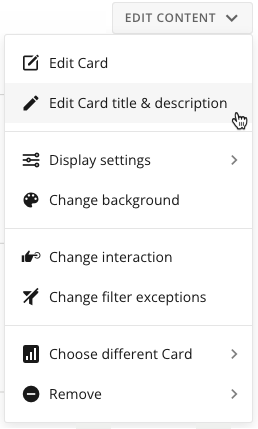 EDIT CONTENT
Edit Card
Edit Card title & description
Display settings
Change background
Change interaction
Change filter exceptions
Choose different Card
Remove